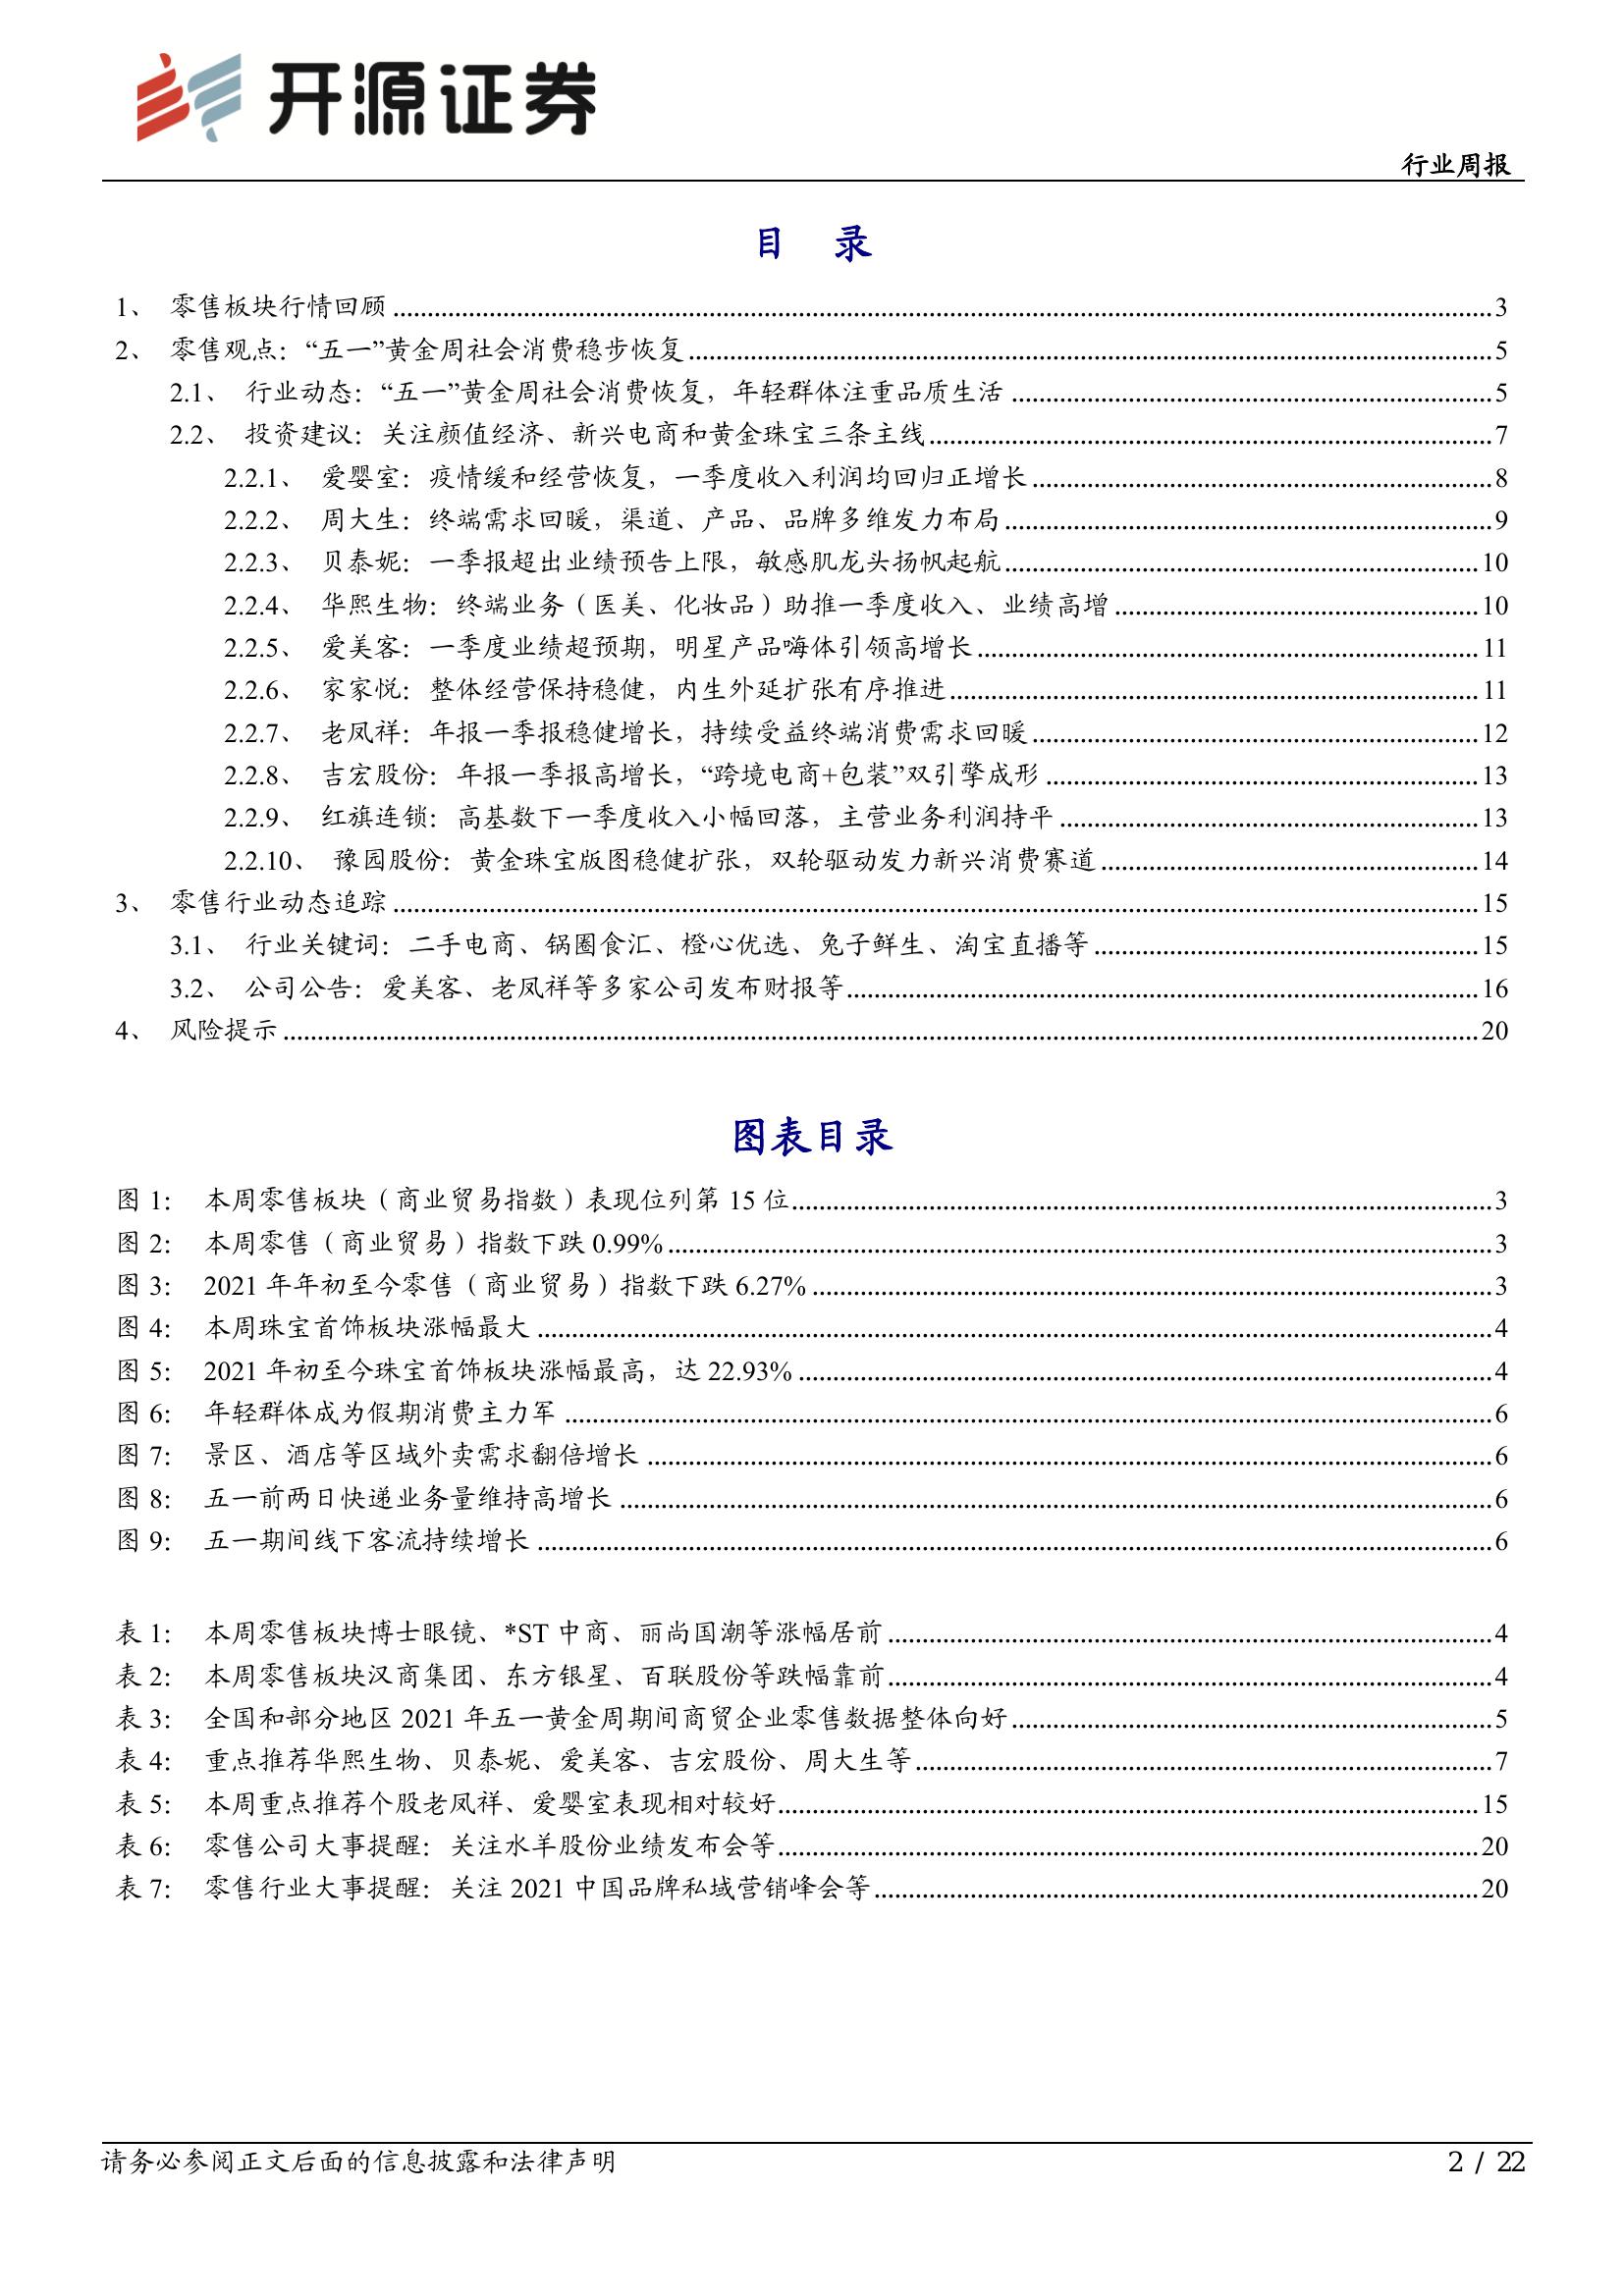 开源证券
行业周报
目 录
1、 零售板块行情回顾 3
2、 零售观点：“五一”黄金周社会消费稳步恢复 5
2.1、 行业动态：“五一”黄金周社会消费恢复，年轻群体注重品质生活 5
2.2、 投资建议：关注颜值经济、新兴电商和黄金珠宝三条主线 7
2.2.1、 爱婴室：疫情缓和经营恢复，一季度收入利润均回归正增长 8
2.2.2、 周大生：终端需求回暖，渠道、产品、品牌多维发力布局 9
2.2.3、 贝泰妮：一季报超出业绩预告上限，敏感肌龙头扬帆起航 10
2.2.4、 华熙生物：终端业务（医美、化妆品）助推一季度收入、业绩高增 10
2.2.5、 爱美客：一季度业绩超预期，明星产品嗨体引领高增长 11
2.2.6、 家家悦：整体经营保持稳健，内生外延扩张有序推进 11
2.2.7、 老凤祥：年报一季报稳健增长，持续受益终端消费需求回暖 12
2.2.8、 吉宏股份：年报一季报高增长，“跨境电商+包装”双引擎成形 13
2.2.9、 红旗连锁：高基数下一季度收入小幅回落，主营业务利润持平 13
2.2.10、 豫园股份：黄金珠宝版图稳健扩张，双轮驱动发力新兴消费赛道 14
3、 零售行业动态追踪 15
3.1、 行业关键词：二手电商、锅圈食汇、橙心优选、兔子鲜生、淘宝直播等 15
3.2、 公司公告：爱美客、老凤祥等多家公司发布财报等 16
4、 风险提示 20
图表目录
图 1： 本周零售板块（商业贸易指数）表现位列第 15 位 3
图 2： 本周零售（商业贸易）指数下跌 0.99% 3
图 3： 2021 年年初至今零售（商业贸易）指数下跌 6.27% 3
图 4： 本周珠宝首饰板块涨幅最大 4
图 5： 2021 年初至今珠宝首饰板块涨幅最高，达 22.93% 4
图 6： 年轻群体成为假期消费主力军 6
图 7： 景区、酒店等区域外卖需求翻倍增长 6
图 8： 五一前两日快递业务量维持高增长 6
图 9： 五一期间线下客流持续增长 6
表 1： 本周零售板块博士眼镜、*ST 中商、丽尚国潮等涨幅居前 4
表 2： 本周零售板块汉商集团、东方银星、百联股份等跌幅靠前 4
表 3： 全国和部分地区 2021 年五一黄金周期间商贸企业零售数据整体向好 5
表 4： 重点推荐华熙生物、贝泰妮、爱美客、吉宏股份、周大生等 7
表 5： 本周重点推荐个股老凤祥、爱婴室表现相对较好 15
表 6： 零售公司大事提醒：关注水羊股份业绩发布会等 20
表 7： 零售行业大事提醒：关注 2021 中国品牌私域营销峰会等 20
请务必参阅正文后面的信息披露和法律声明
2 / 22